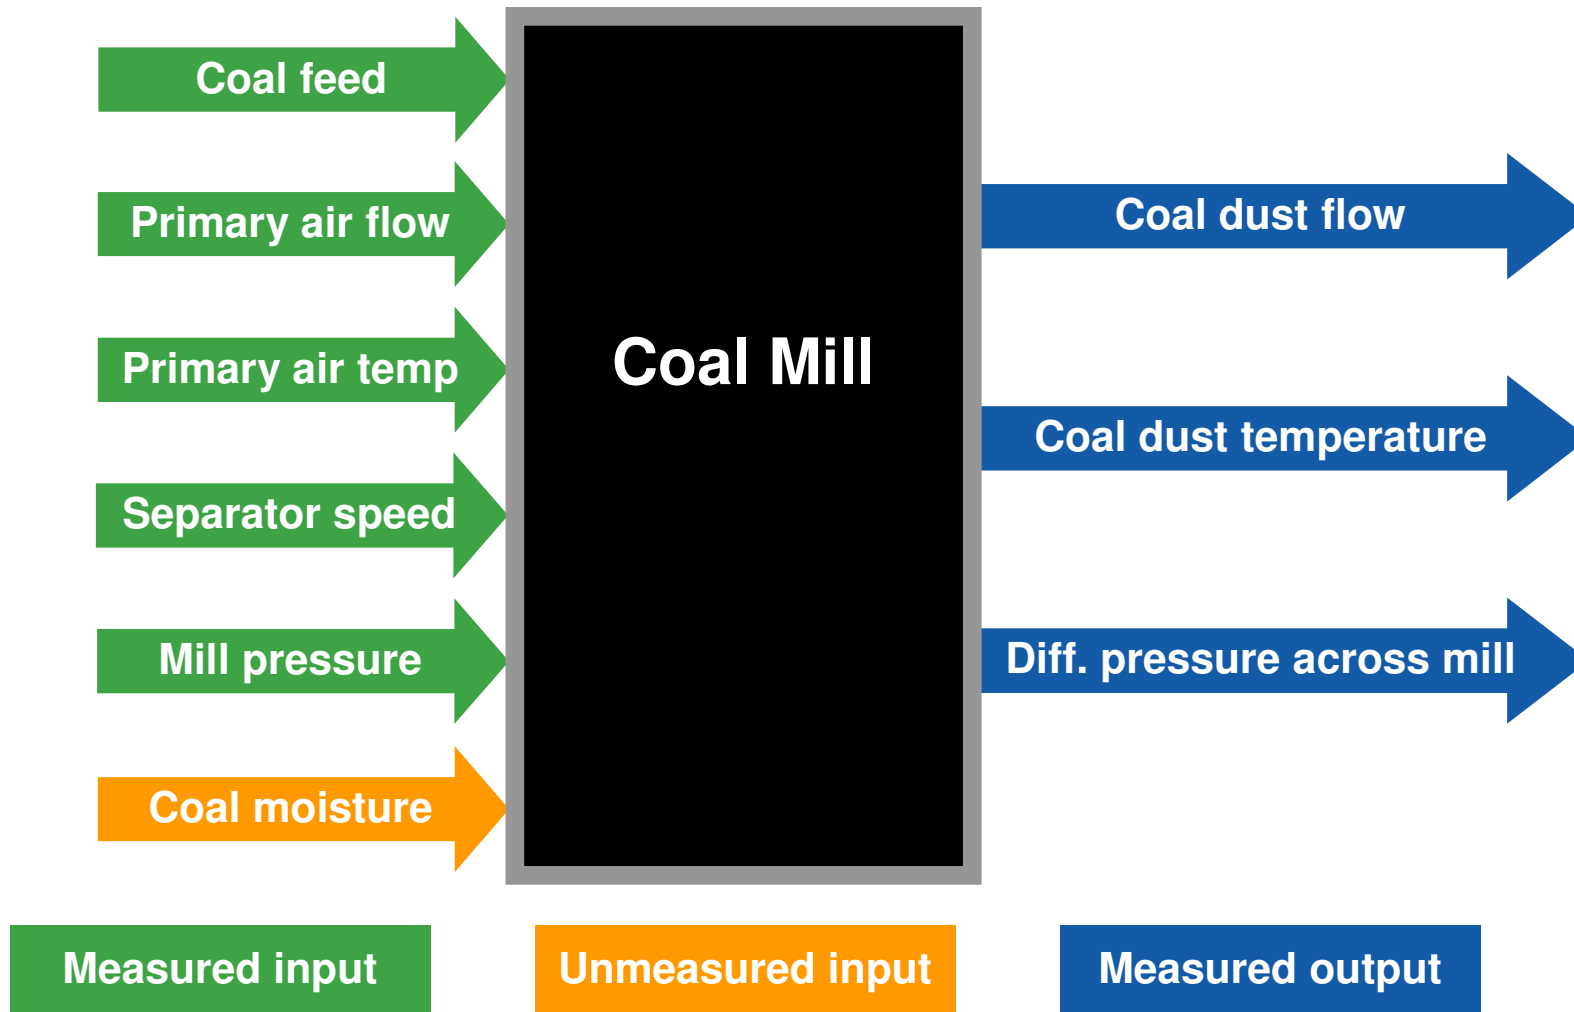 Coal feed
Primary air flow
Primary air temp
Separator speed
Mill pressure
Coal moisture
Coal Mill
Coal dust flow
Coal dust temperature
Diff. pressure across mill
Measured input
Unmeasured input
Measured output